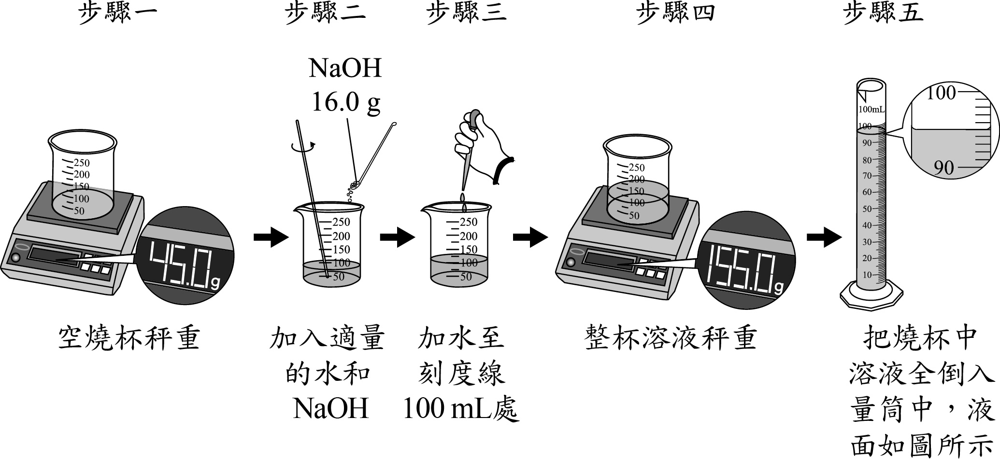 步驟一
步驟二
步驟三
步驟四
步驟五
NaOH
16.0 g
250
200
150
100
50
45.0g
250
200
150
100
50
250
200
150
100
50
250
200
150
100
50
155.0g
100mL
100
90
80
70
60
50
40
30
20
10
100
90
空燒杯秤重
加入適量
的水和
NaOH
加水至
刻度線
100 mL處
整杯溶液秤重
把燒杯中
溶液全倒入
量筒中，液
面如圖所示